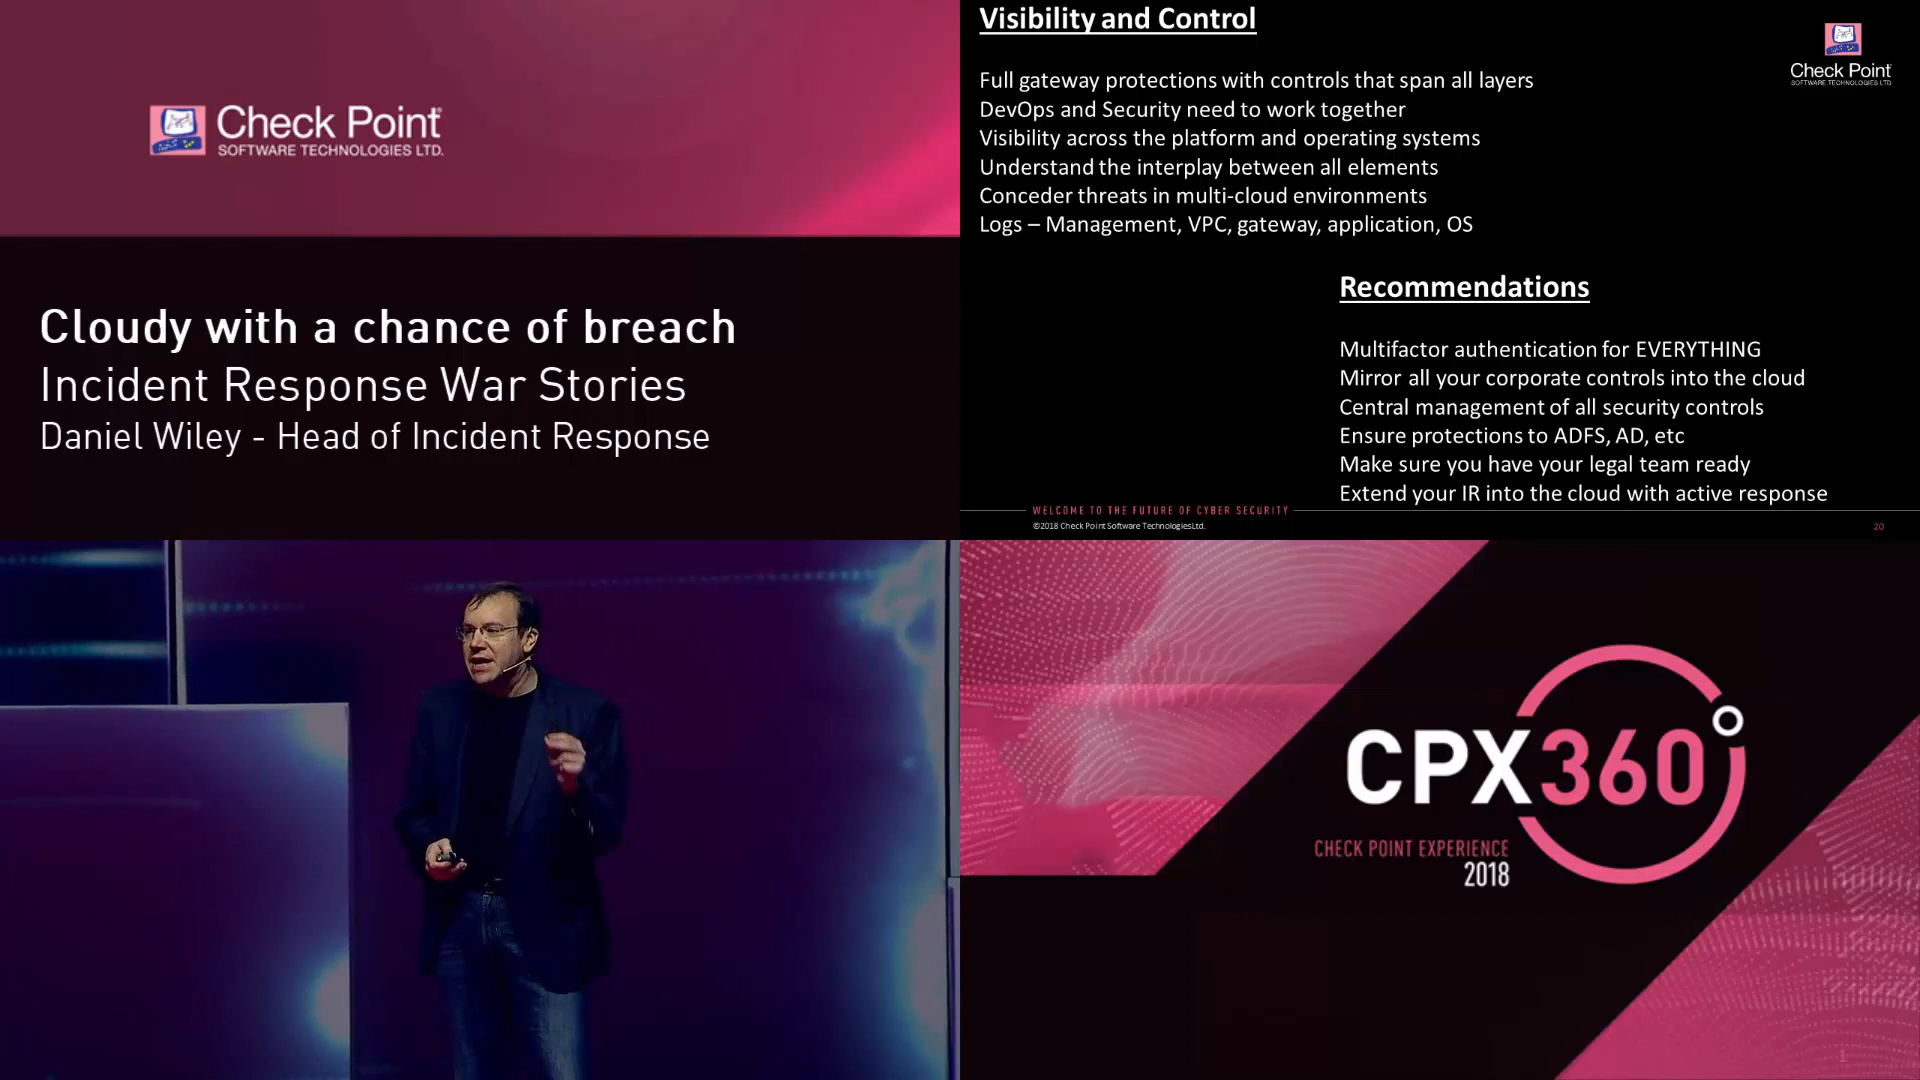 Check Point
SOFTWARE TECHNOLOGIES LTD.
Cloudy with a chance of breach
Incident Response War Stories
Daniel Wiley - Head of Incident Response
Visibility and Control
Full gateway protections with controls that span all layers
DevOps and Security need to work together
Visibility across the platform and operating systems
Understand the interplay between all elements
Conceder threats in multi-cloud environments
Logs – Management, VPC, gateway, application, OS
Check Point
SOFTWARE TECHNOLOGIES LTD
Recommendations
Multifactor authentication for EVERYTHING
Mirror all your corporate controls into the cloud
Central management of all security controls
Ensure protections to ADFS, AD, etc
Make sure you have your legal team ready
Extend your IR into the cloud with active response
WELCOME TO THE FUTURE OF CYBER SECURITY
©2018 Check Point Software Technologies Ltd.
20
CPX360°
CHECK POINT EXPERIENCE
2018
1